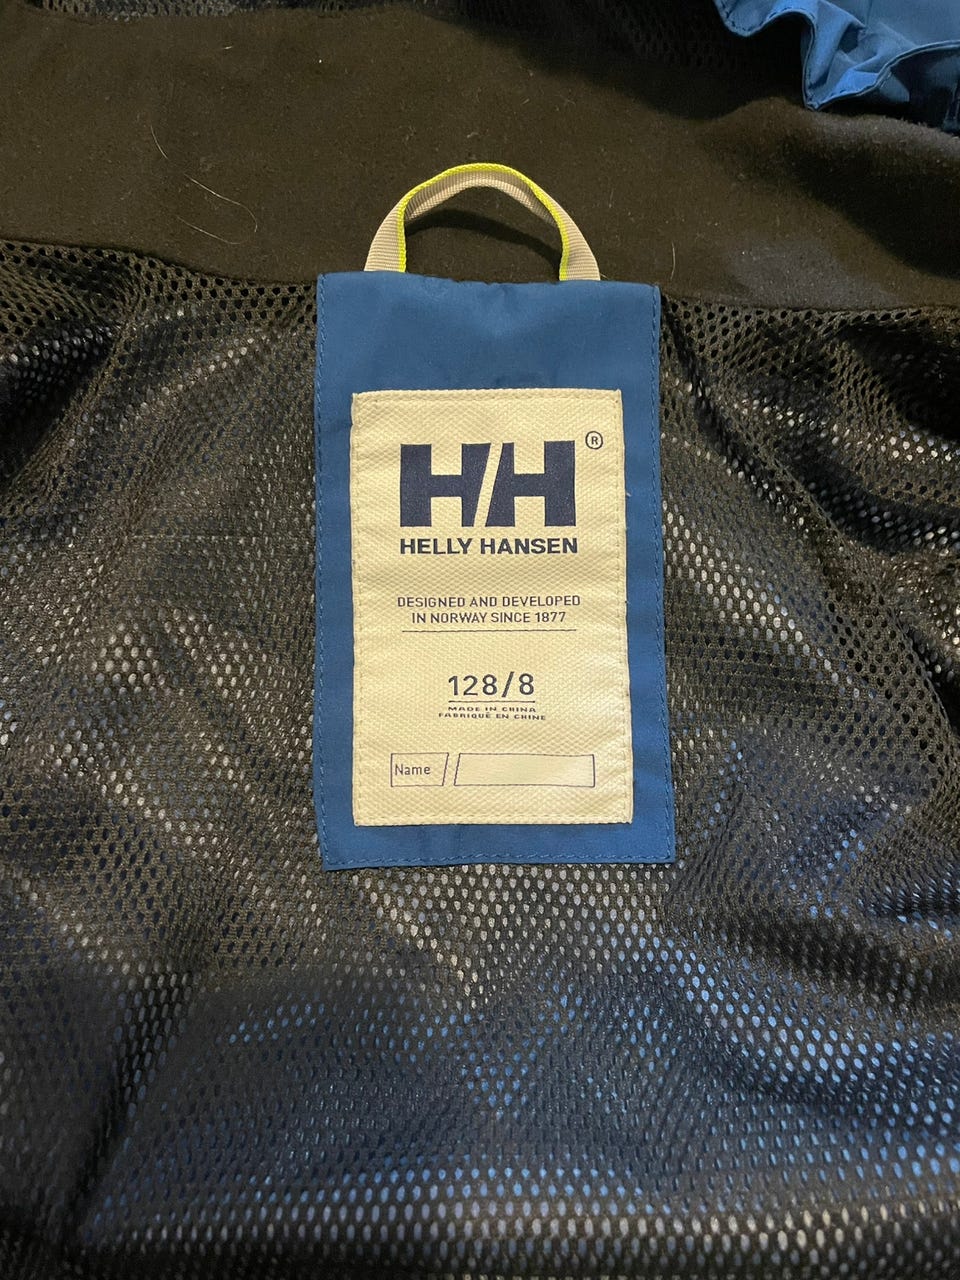 HH®
HELLY HANSEN
DESIGNED AND DEVELOPED
IN NORWAY SINCE 1877
128/8
MADE IN CHINA
FABRIQUÉ EN CHINE
Name